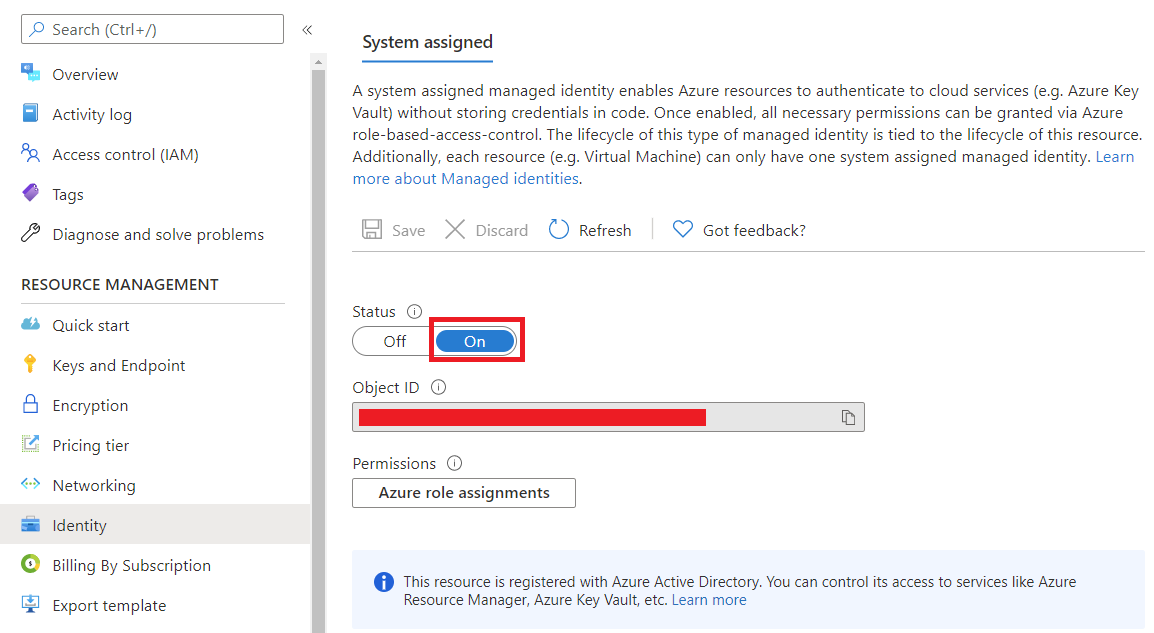 Search (Ctrl+/)
«
Overview
Activity log
Access control (IAM)
Tags
Diagnose and solve problems
RESOURCE MANAGEMENT
Quick start
Keys and Endpoint
Encryption
Pricing tier
Networking
Identity
Billing By Subscription
Export template
System assigned
A system assigned managed identity enables Azure resources to authenticate to cloud services (e.g. Azure Key
Vault) without storing credentials in code. Once enabled, all necessary permissions can be granted via Azure
role-based-access-control. The lifecycle of this type of managed identity is tied to the lifecycle of this resource.
Additionally, each resource (e.g. Virtual Machine) can only have one system assigned managed identity. Learn
more about Managed identities.
Save Discard Refresh Got feedback?
Status
Off On
Object ID
Permissions
Azure role assignments
This resource is registered with Azure Active Directory. You can control its access to services like Azure
Resource Manager, Azure Key Vault, etc. Learn more